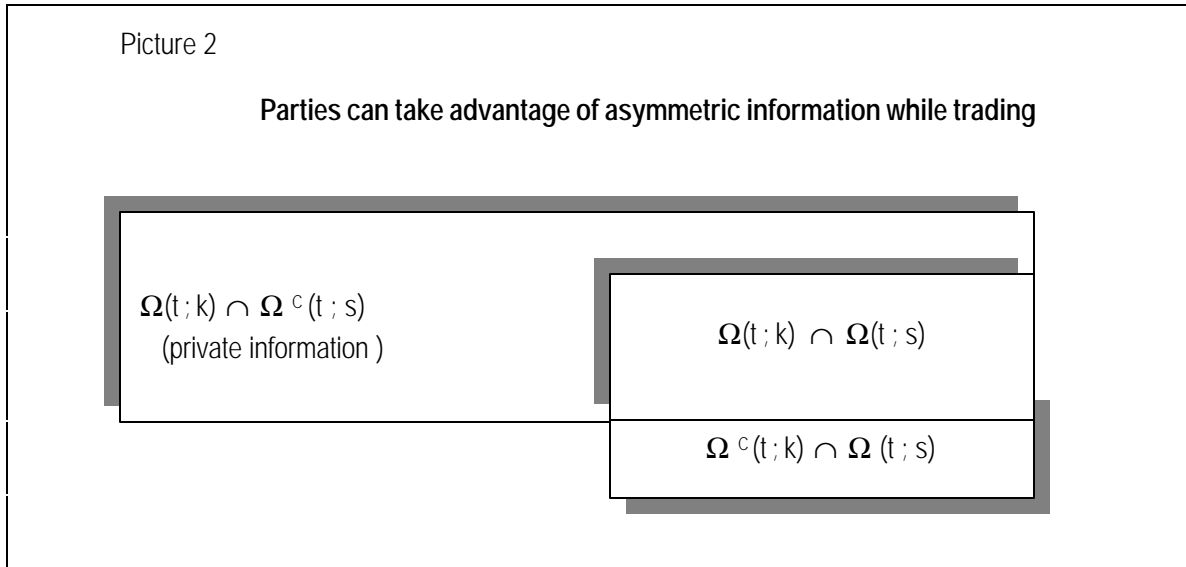 Picture 2
Parties can take advantage of asymmetric information while trading
Ω(t ; k) ∩ Ω ᶜ (t ; s)
(private information )
Ω(t ; k) ∩ Ω(t ; s)
Ω ᶜ (t ; k) ∩ Ω (t ; s)